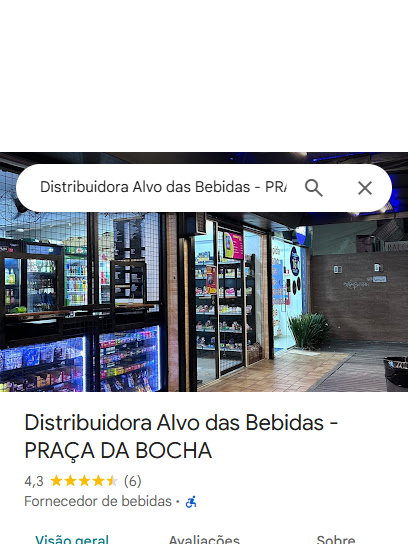 Distribuidora Alvo das Bebidas - PRA
Distribuidora Alvo das Bebidas -
PRAÇA DA BOCHA
4,3 (6)
Fornecedor de bebidas ·
Visão geral
Avaliações
Sobre